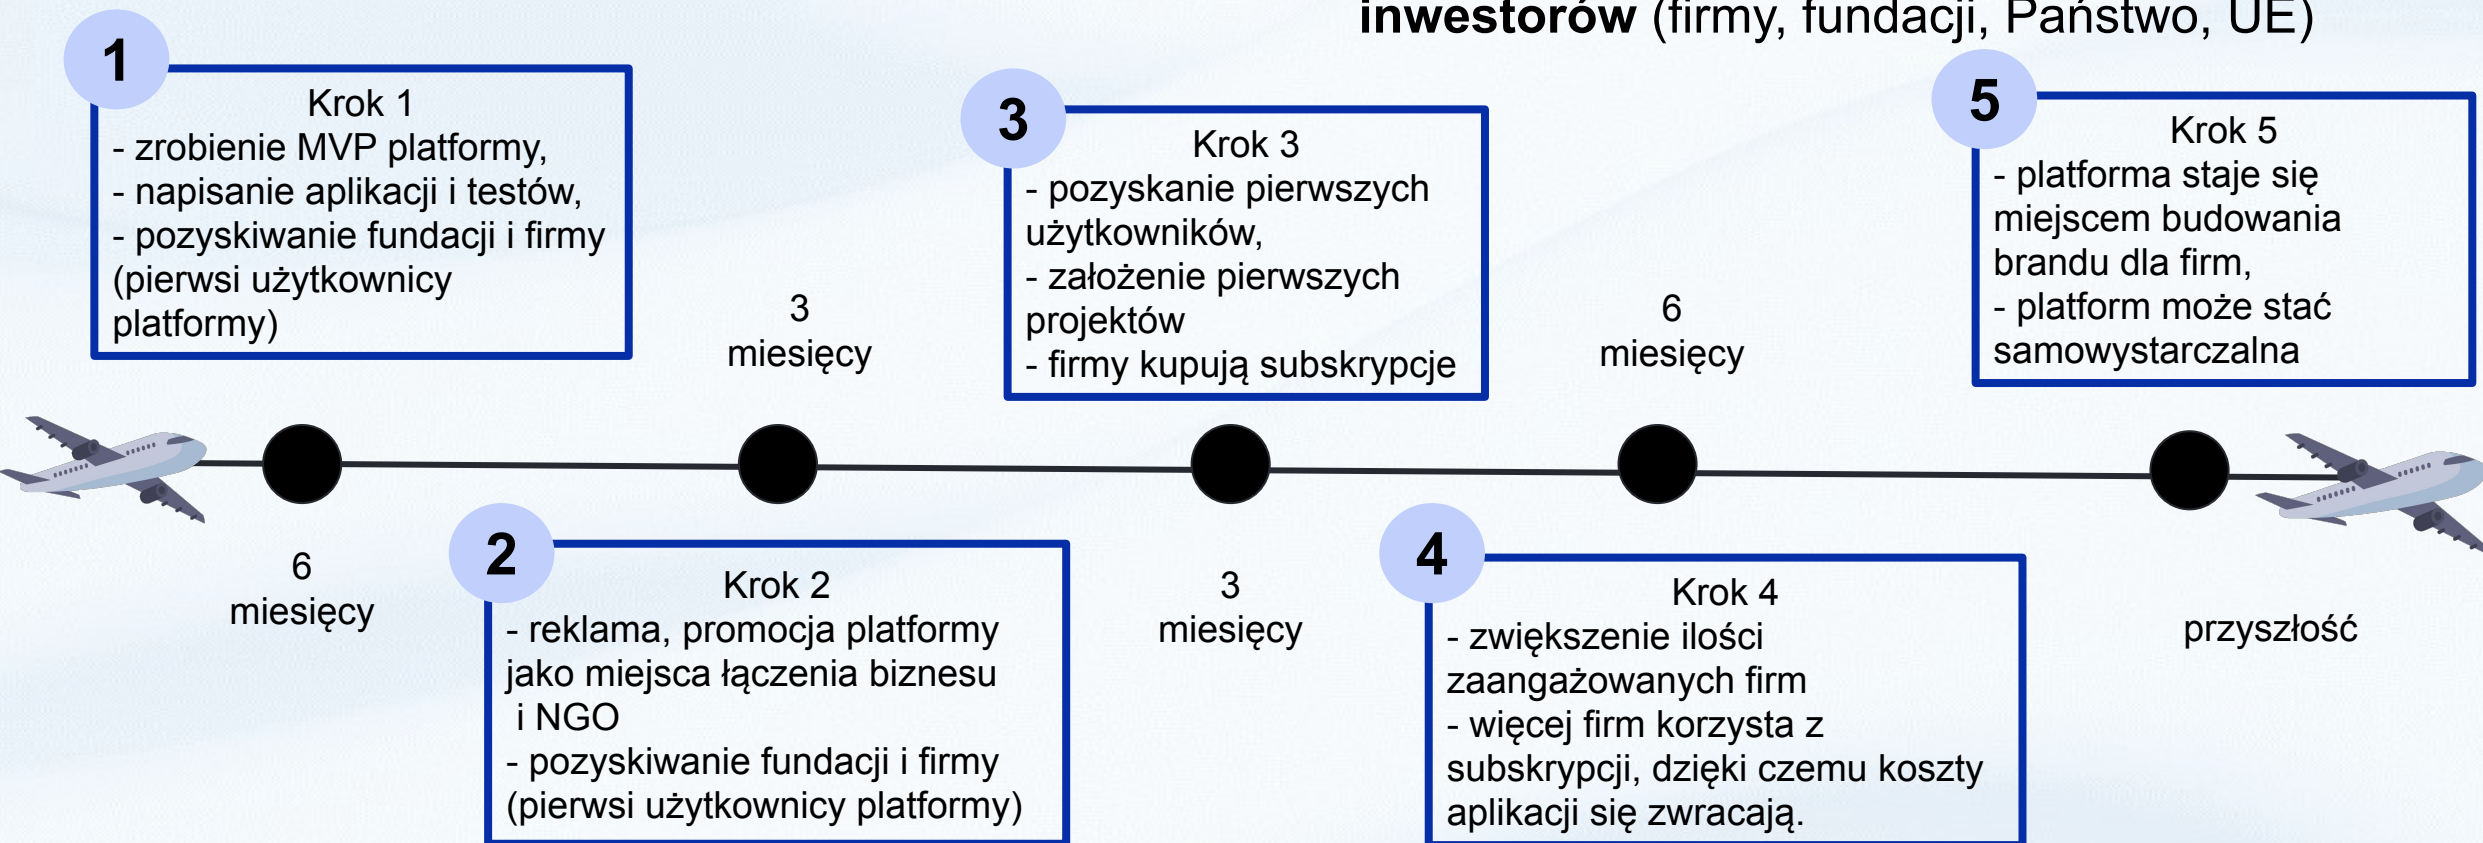 inwestorów (firmy, fundacji, Państwo, UE)
1
Krok 1
- zrobienie MVP platformy,
- napisanie aplikacji i testów,
- pozyskiwanie fundacji i firmy
(pierwsi użytkownicy
platformy)
6
miesięcy
2
Krok 2
- reklama, promocja platformy
jako miejsca łączenia biznesu
i NGO
- pozyskiwanie fundacji i firmy
(pierwsi użytkownicy platformy)
3
miesięcy
3
Krok 3
- pozyskanie pierwszych
użytkowników,
- założenie pierwszych
projektów
- firmy kupują subskrypcje
3
miesięcy
4
Krok 4
- zwiększenie ilości
zaangażowanych firm
- więcej firm korzysta z
subskrypcji, dzięki czemu koszty
aplikacji się zwracają.
6
miesięcy
5
Krok 5
- platforma staje się
miejscem budowania
brandu dla firm,
- platform może stać
samowystarczalna
przyszłość